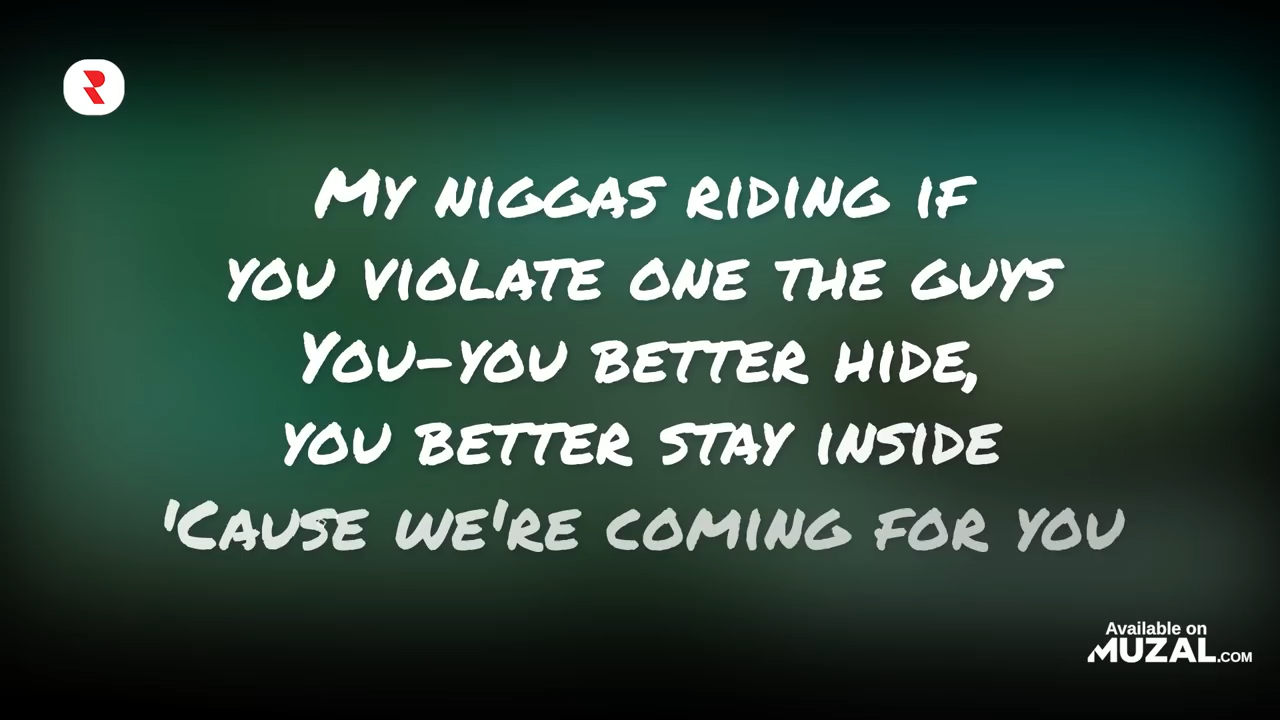 My niggas riding if
you violate one the guys
You-you better hide,
you better stay inside
'Cause we're coming for you
Available on
MUZAL.COM